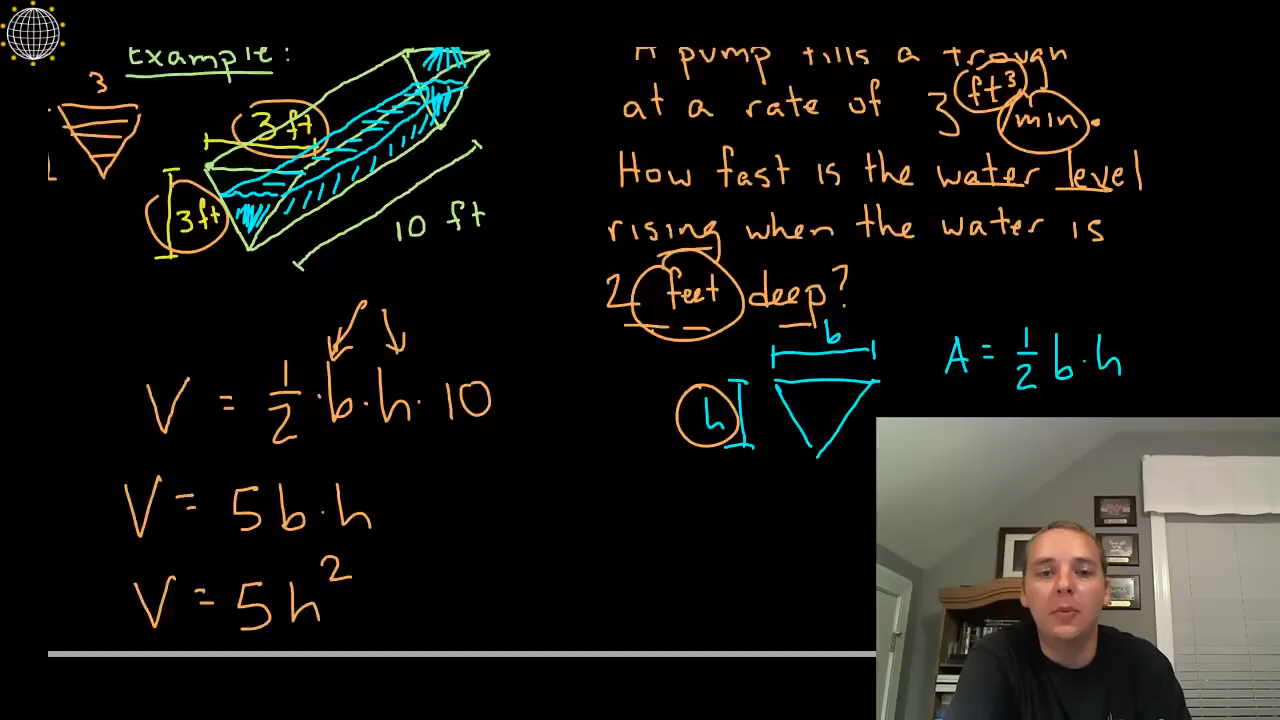 Example:
3
3 ft
3 ft
10 ft
A pump fills a trough
at a rate of 3 ft³/min.
How fast is the water level
rising when the water is
2 feet deep?
b
h
A = 1/2 b·h
V = 1/2 · b · h · 10
V = 5b·h
V = 5h²